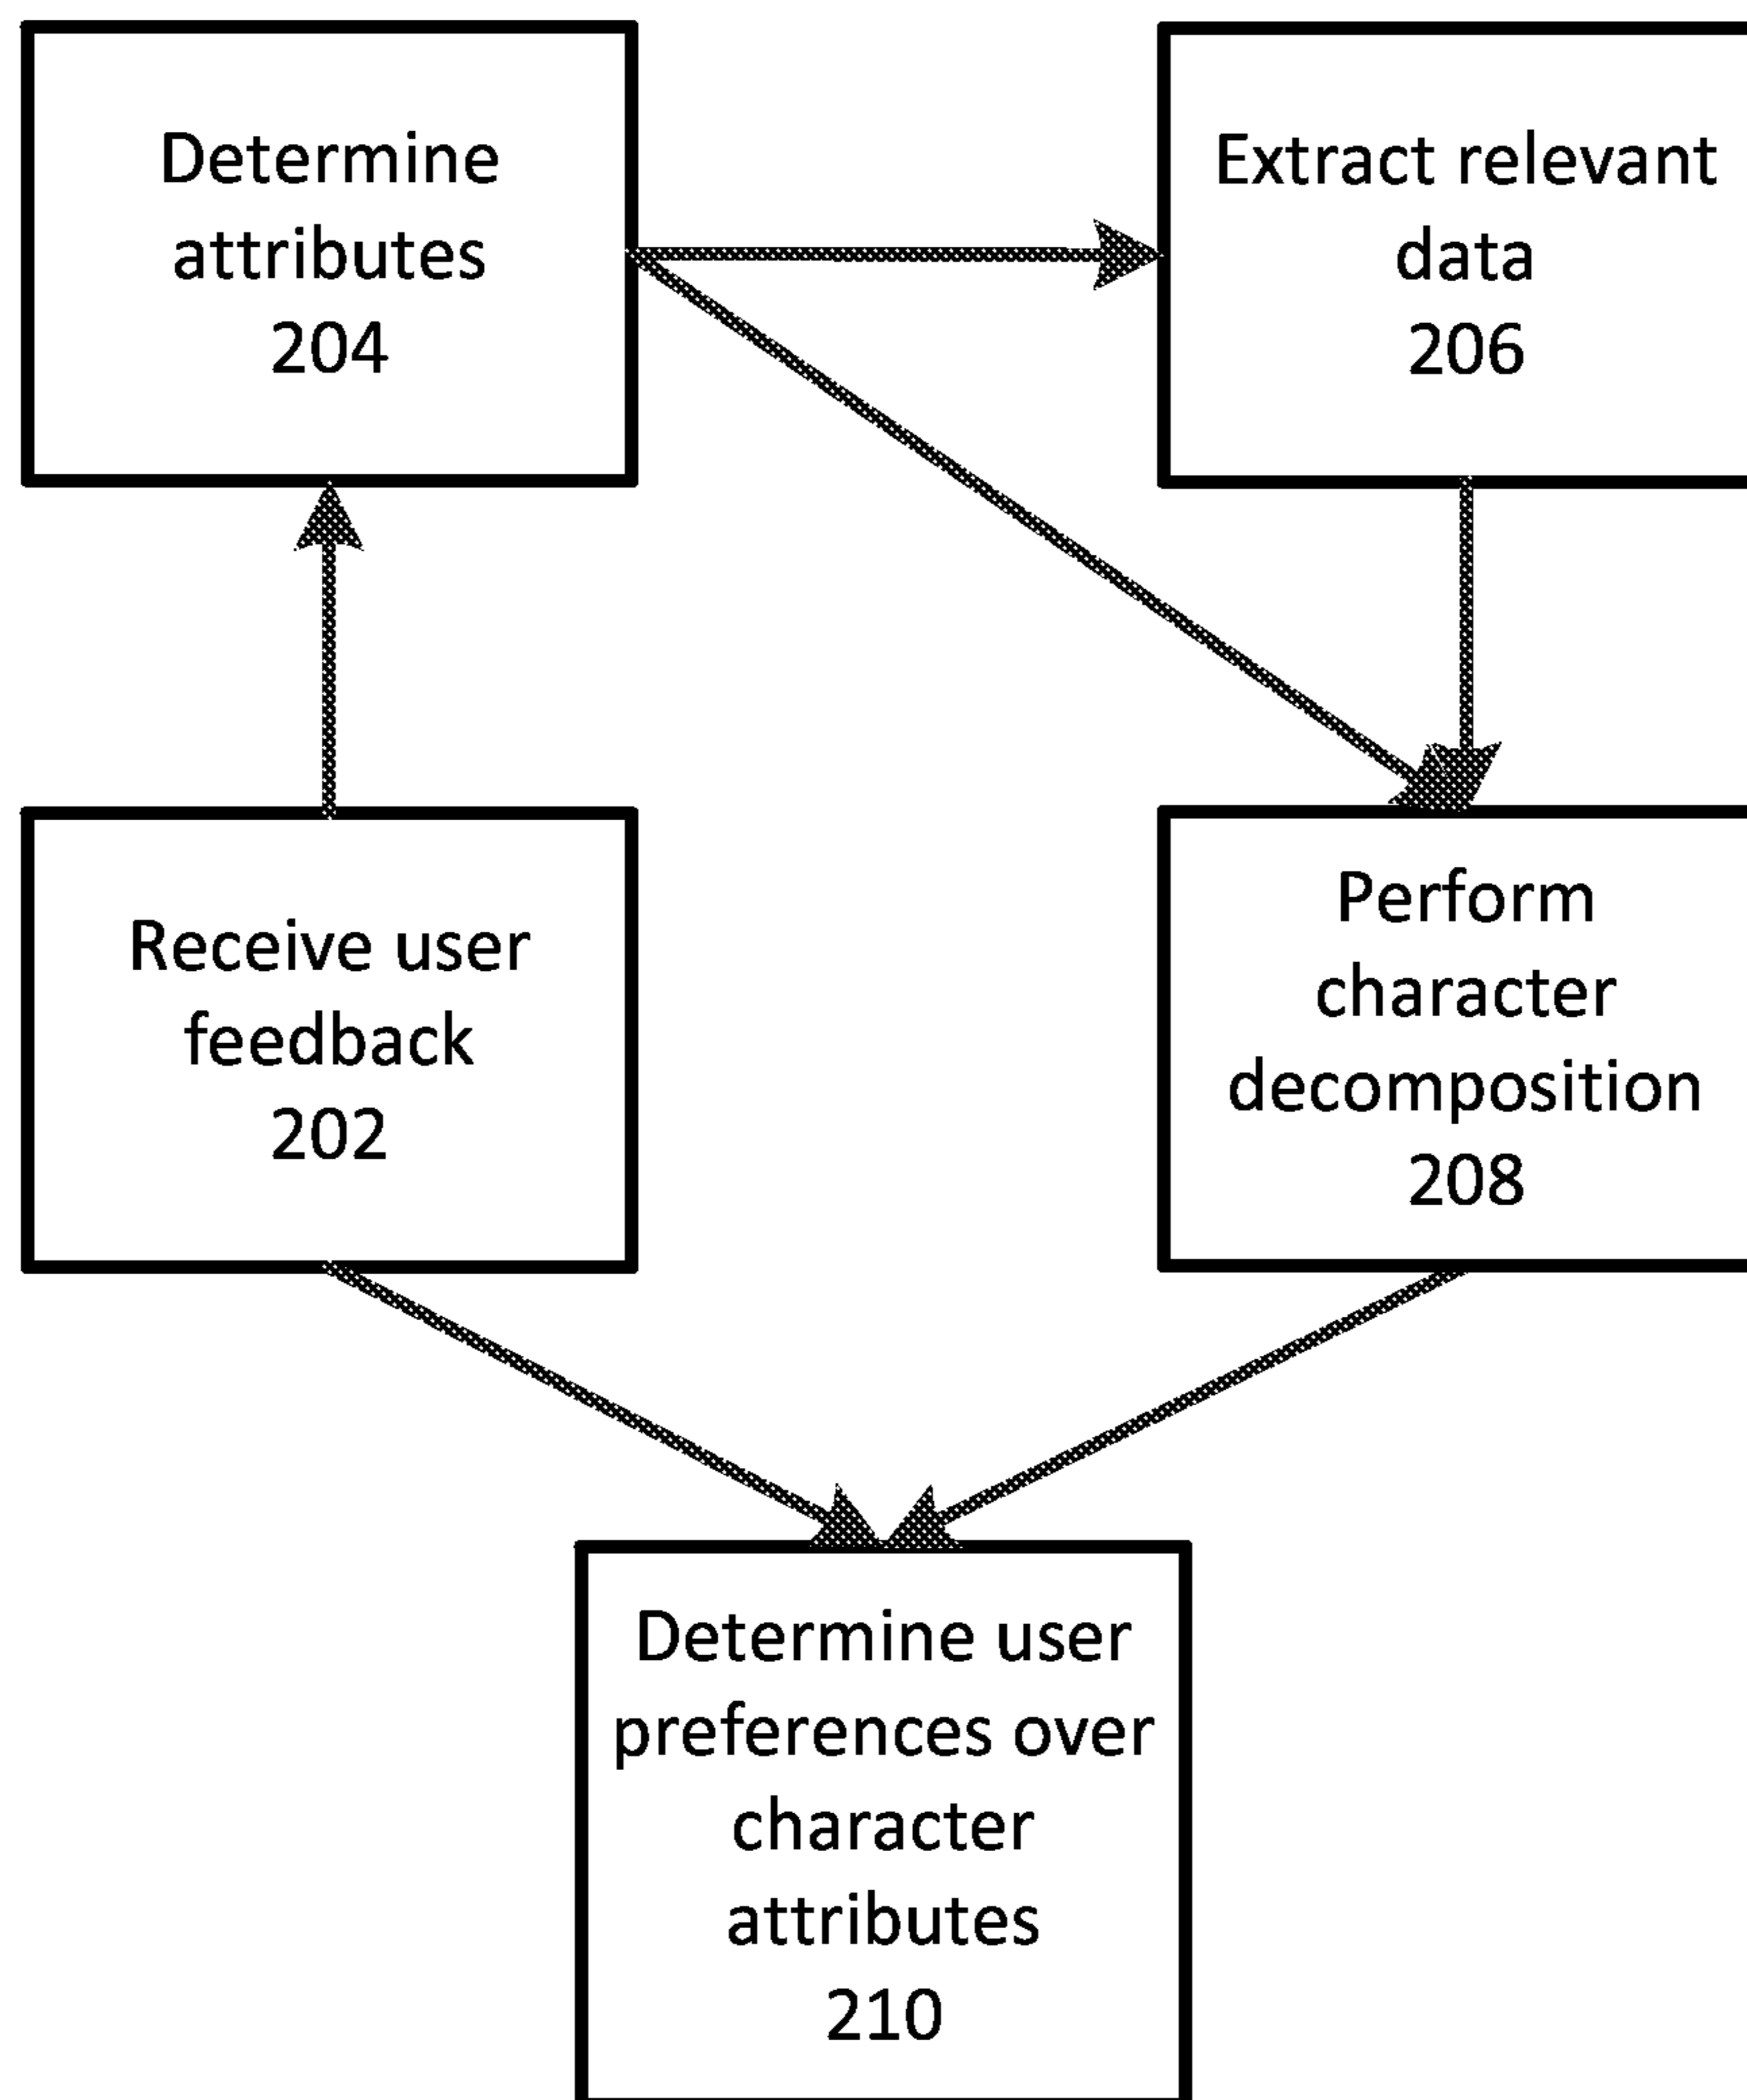 Determine
attributes
204
Extract relevant
data
206
Receive user
feedback
202
Perform
character
decomposition
208
Determine user
preferences over
character
attributes
210